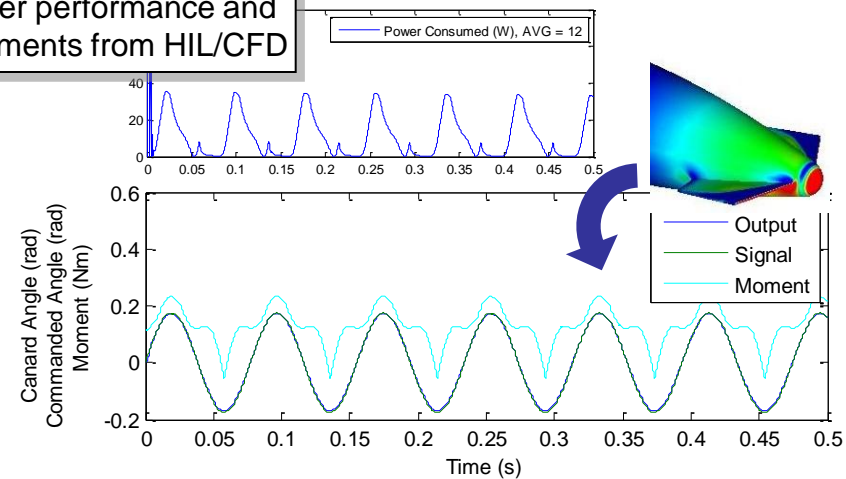 er performance and
ments from HIL/CFD
Power Consumed (W), AVG = 12
40
20
0
0 0.05 0.1 0.15 0.2 0.25 0.3 0.35 0.4 0.45 0.5
0.6
0.4
0.2
0
-0.2
Canard Angle (rad)
Commanded Angle (rad)
Moment (Nm)
Output
Signal
Moment
0 0.05 0.1 0.15 0.2 0.25 0.3 0.35 0.4 0.45 0.5
Time (s)